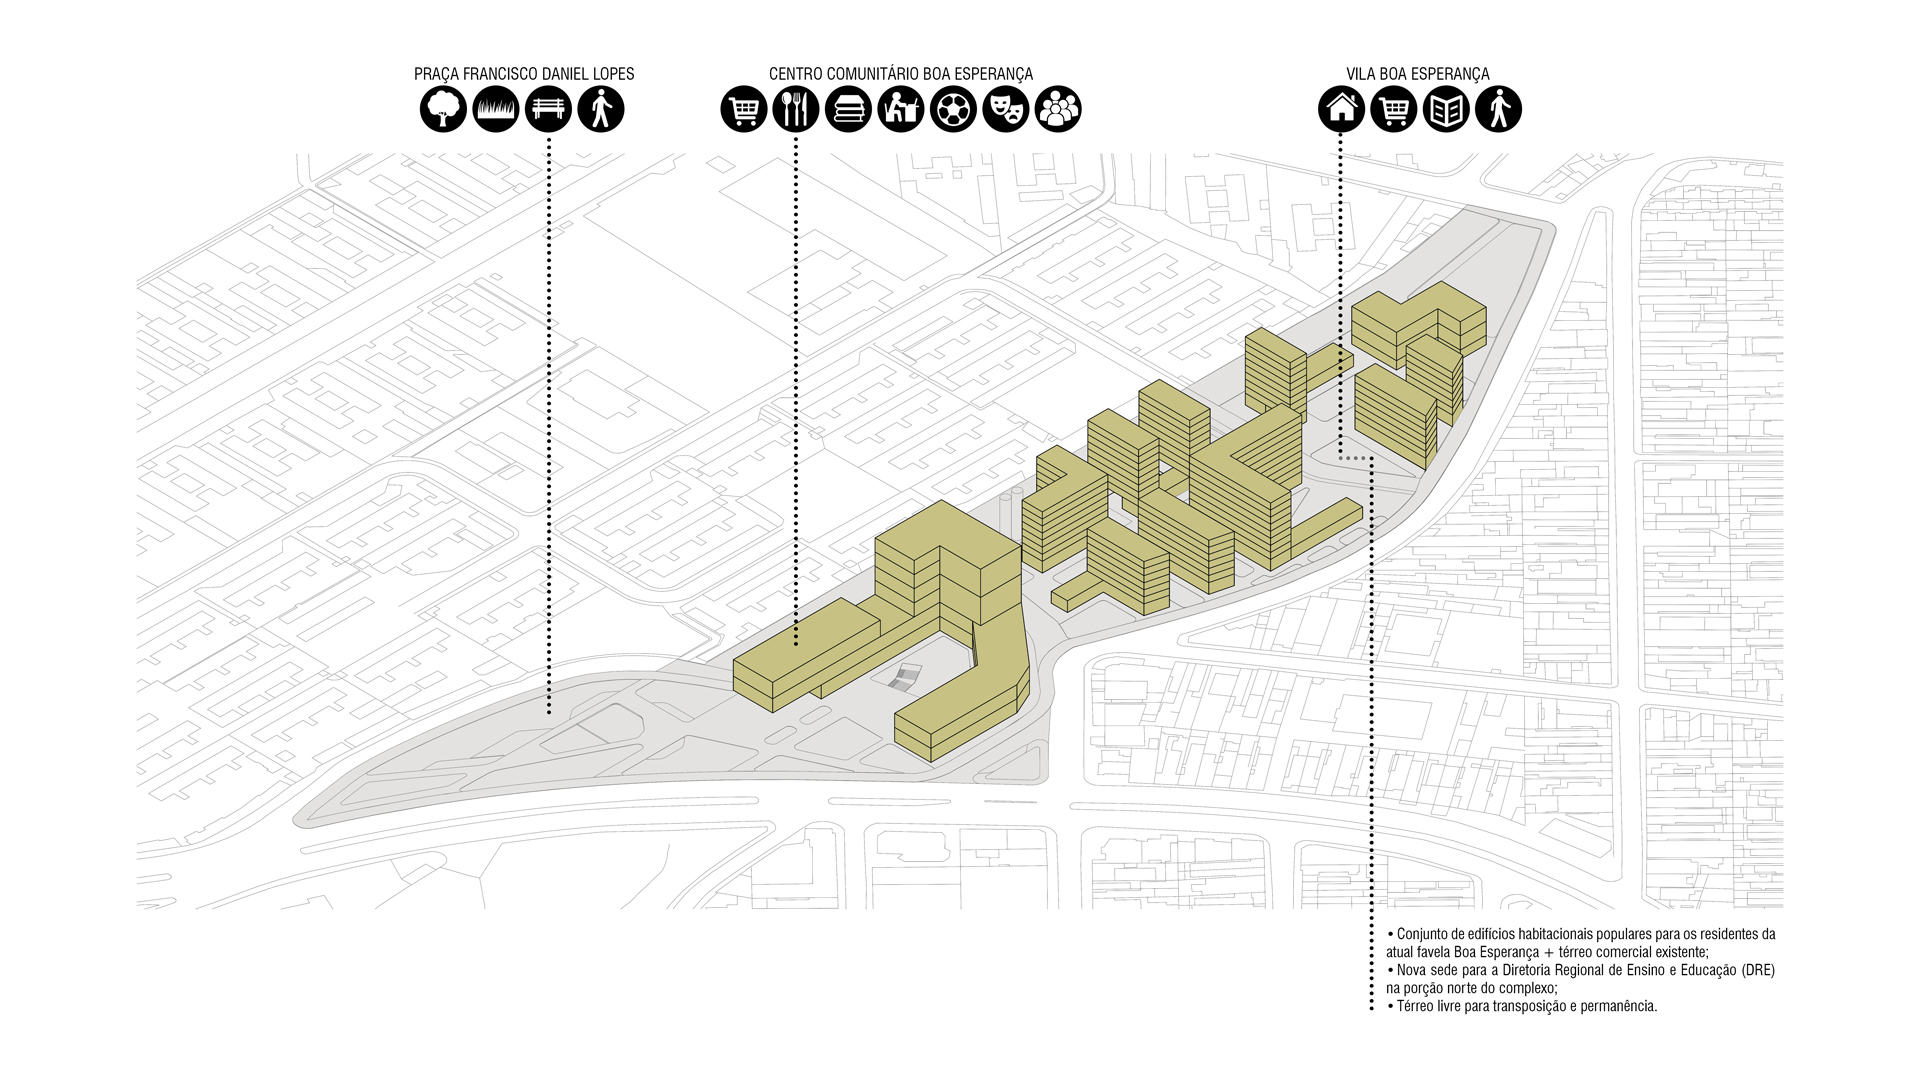 PRAÇA FRANCISCO DANIEL LOPES
CENTRO COMUNITÁRIO BOA ESPERANÇA
VILA BOA ESPERANÇA
• Conjunto de edifícios habitacionais populares para os residentes da
atual favela Boa Esperança + térreo comercial existente;
• Nova sede para a Diretoria Regional de Ensino e Educação (DRE)
na porção norte do complexo;
• Térreo livre para transposição e permanência.